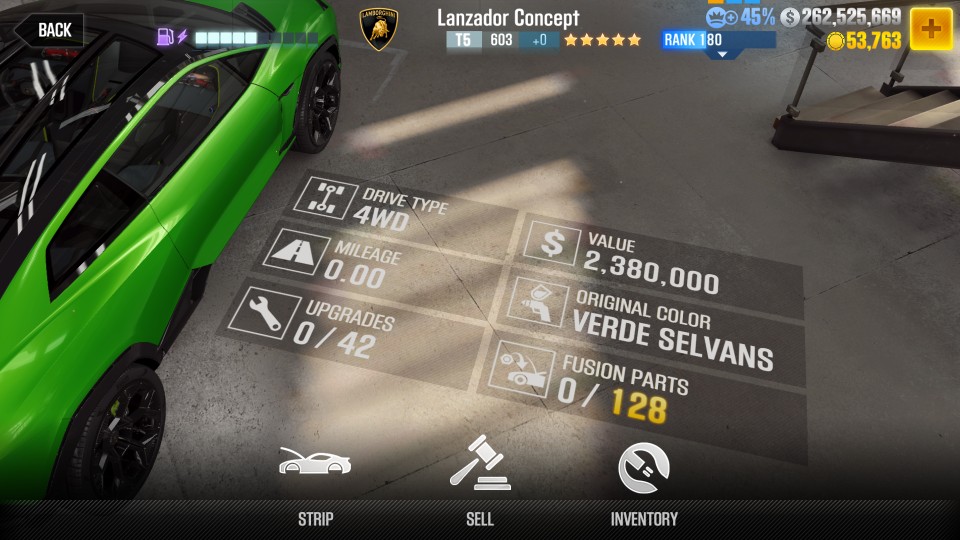 BACK
LAMBORGHINI
Lanzador Concept
T5 603 +0
RANK 180
45%
$ 262,525,669
53,763
DRIVE TYPE
4WD
MILEAGE
0.00
UPGRADES
0 / 42
$ VALUE
2,380,000
ORIGINAL COLOR
VERDE SELVANS
FUSION PARTS
0 / 128
STRIP
SELL
INVENTORY